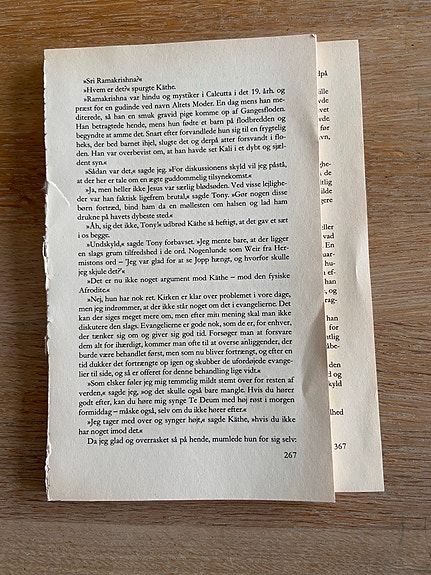 »Sri Ramakrishna?«
»Hvem er det?« spurgte Käthe.
»Ramakrishna var hindu og mystiker i Calcutta i det 19. årh. og
præst for en gudinde ved navn Altets Moder. En dag mens han me-
diterede, så han en smuk gravid pige komme op af Gangesfloden.
Han betragtede hende, mens hun fødte et barn på flodbredden og
begyndte at amme det. Snart efter forvandlede hun sig til en frygtelig
heks, der bed barnet ihjel, slugte det og derpå atter forsvandt i flo-
den. Han var overbevist om, at han havde set Kali i et dybt og sjæl-
dent syn.«
»Sådan var det,« sagde jeg. »For diskussionens skyld vil jeg påstå,
at der her er tale om en ægte guddommelig tilsynekomst.«
»Ja, men heller ikke Jesus var særlig blødsøden. Ved visse lejlighe-
der var han faktisk ligefrem brutal,« sagde Tony. »Gør nogen disse
børn fortræd, bind ham da en møllesten om halsen og lad ham
drukne på havets dybeste sted.«
»Åh, sig det ikke, Tony!« udbrød Käthe så heftigt, at det gav et sæt
i os begge.
»Undskyld,« sagde Tony forbavset. »Jeg mente bare, at der ligger
en slags grum tilfredshed i de ord. Nogenlunde som Weir fra Her-
mistons ord – 'Jeg var glad for at se Jopp hængt, og hvorfor skulle
jeg skjule det?'«
»Det er nu ikke noget argument mod Käthe – mod den fysiske
Afrodite.«
»Nej, hun har nok ret. Kirken er klar over problemet i vore dage,
men jeg indrømmer, at der ikke står noget om det i evangelierne. Det
kan der siges meget mere om, men efter min mening skal man ikke
diskutere den slags. Evangelierne er gode nok, som de er, for enhver,
der tænker sig om og giver sig god tid. Forsøger man at forsvare
dem alt for ihærdigt, kommer man ofte til at overse anliggender, der
burde være behandlet først, men som nu bliver fortrængt, og efter en
tid dukker det fortrængte op igen og skubber de ufordøjede evange-
lier til side, og så er offeret for denne behandling lige vidt.«
»Som elsker føler jeg mig temmelig mildt stemt over for resten af
verden,« sagde jeg, »og det skulle også bare mangle. Hvis du hører
godt efter, kan du høre mig synge Te Deum med høj røst i morgen
formiddag – måske også, selv om du ikke hører efter.«
»Jeg tager med over og synger højt,« sagde Käthe, »hvis du ikke
har noget imod det.«
Da jeg glad og overrasket så på hende, mumlede hun for sig selv:
267
367